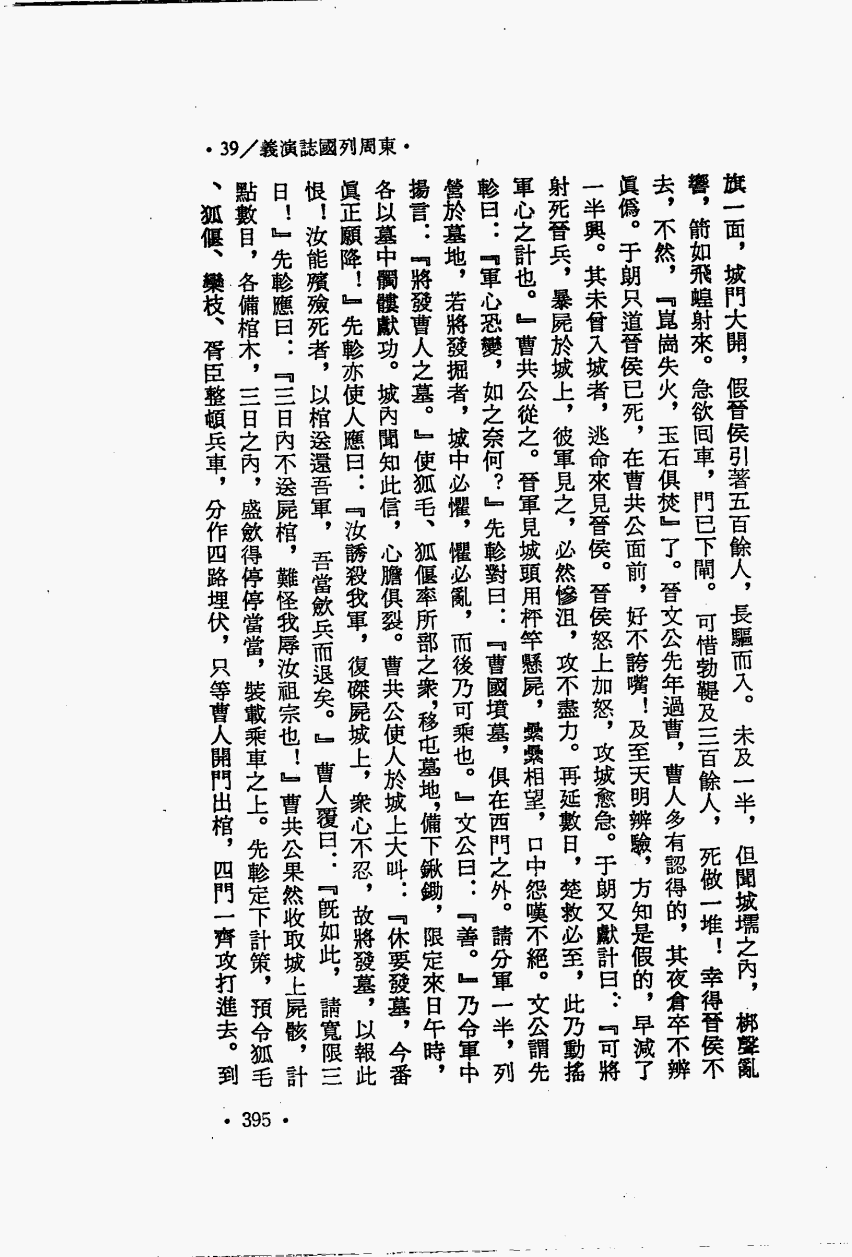 •39/義演誌國列周東•
旗一面，城門大開，假晉侯引著五百餘人，長驅而入。未及一半，但聞城壖之內，梆聲亂
響，箭如飛蝗射來。急欲囘車，門已下閘。可惜勃鞮及三百餘人，死做一堆！幸得晉侯不
去，不然，『崑崗失火，玉石俱焚』了。晉文公先年過曹，曹人多有認得的，其夜倉卒不辨
眞僞。于朗只道晉侯已死，在曹共公面前，好不誇嘴！及至天明辨驗，方知是假的，早減了
一半興。其未曾入城者，逃命來見晉侯。晉侯怒上加怒，攻城愈急。于朗又獻計曰：『可將
射死晉兵，暴屍於城上，彼軍見之，必然慘沮，攻不盡力。再延數日，楚救必至，此乃動搖
軍心之計也。』曹共公從之。晉軍見城頭用杆竿懸屍，纍纍相望，口中怨嘆不絕。文公謂先
軫曰：『軍心恐變，如之奈何？』先軫對曰：『曹國墳墓，俱在西門之外。請分軍一半，列
營於墓地，若將發掘者，城中必懼，懼必亂，而後乃可乘也。』文公曰：『善。』乃令軍中
揚言：『將發曹人之墓。』使狐毛、狐偃率所部之衆，移屯墓地，備下鍬鋤，限定來日午時，
各以墓中髑髏獻功。城內聞知此信，心膽俱裂。曹共公使人於城上大叫：『休要發墓，今番
眞正願降！』先軫亦使人應曰：『汝誘殺我軍，復磔屍城上，衆心不忍，故將發墓，以報此
恨！汝能殯殮死者，以棺送還吾軍，吾當歛兵而退矣。』曹人覆曰：『旣如此，請寬限三
日！』先軫應曰：『三日內不送屍棺，難怪我辱汝祖宗也！』曹共公果然收取城上屍骸，計
點數目，各備棺木，三日之內，盛歛得停停當當，裝載乘車之上。先軫定下計策，預令狐毛
、狐偃、欒枝、胥臣整頓兵車，分作四路埋伏，只等曹人開門出棺，四門一齊攻打進去。到
•395•